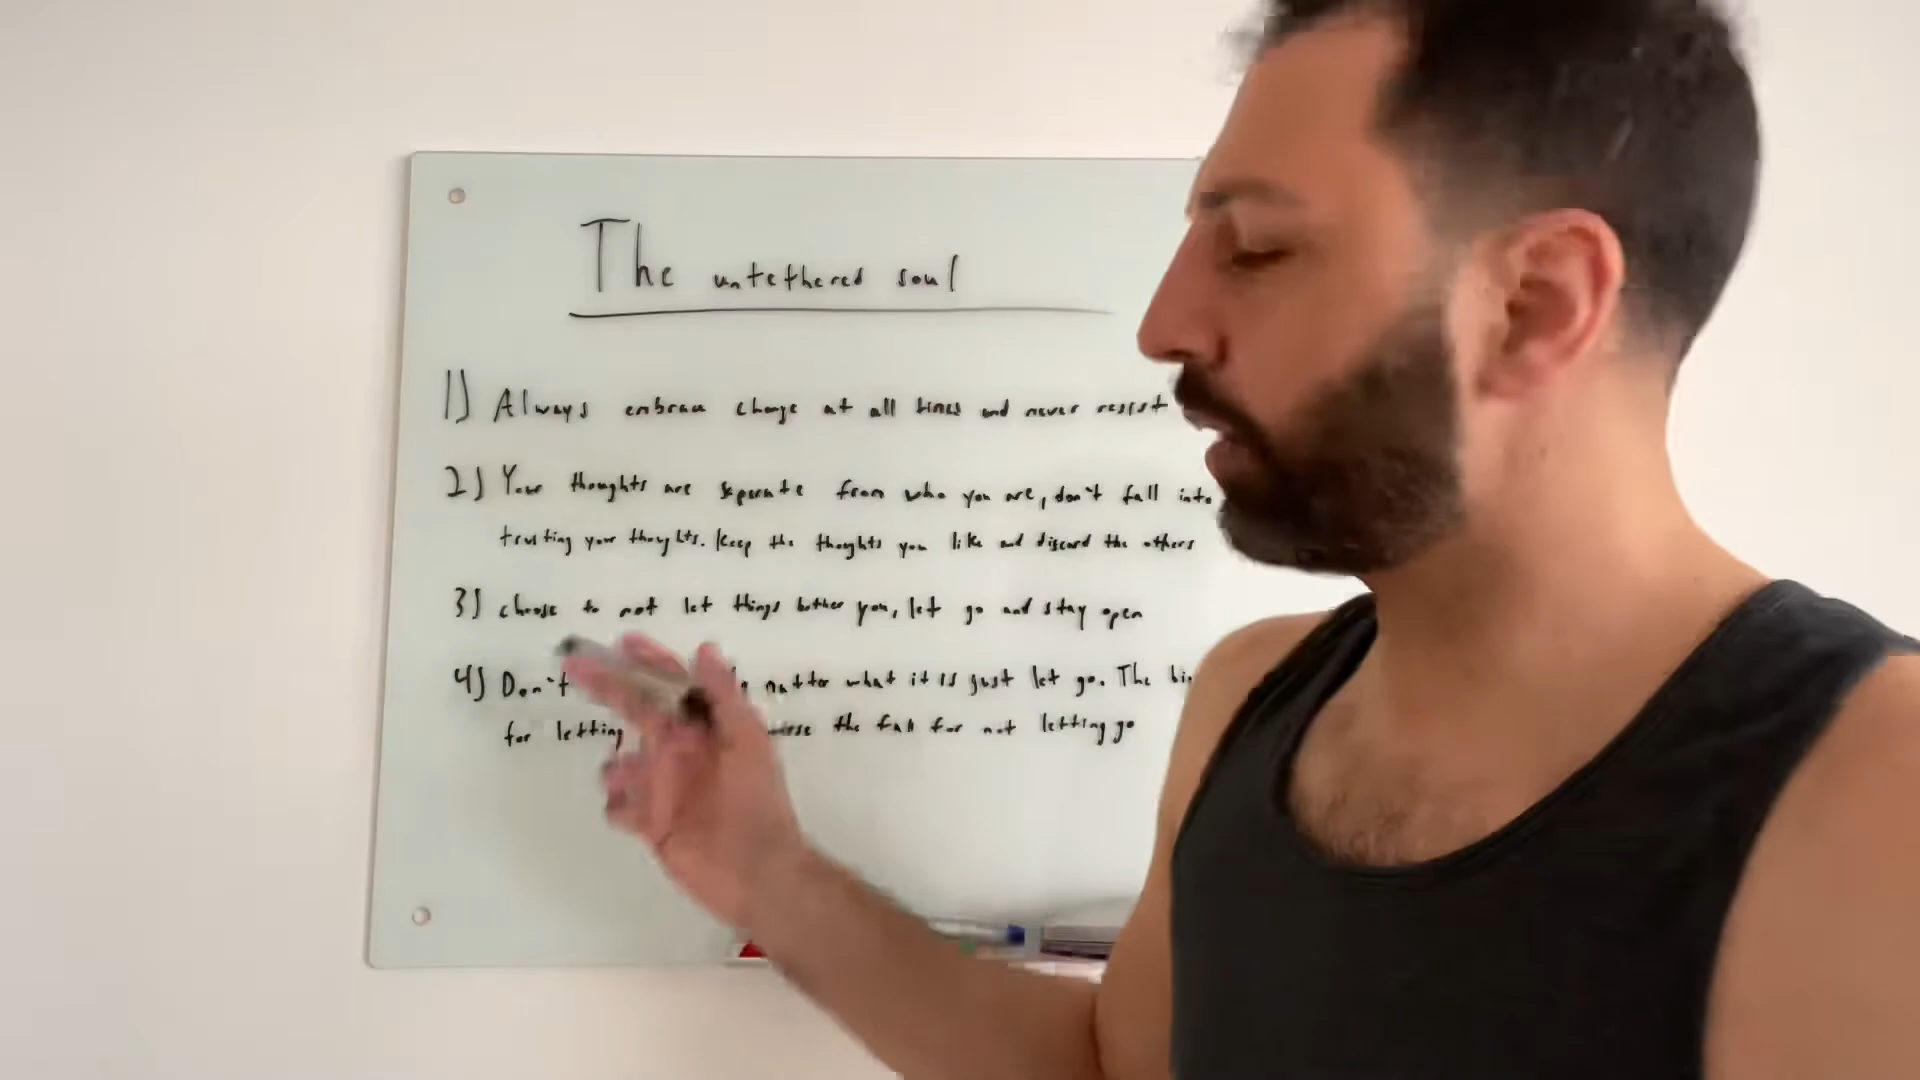 The untethered soul
1) Always embrace change at all times and never resist
2) Your thoughts are seperate from who you are, don't fall into
trusting your thoughts. Keep the thoughts you like and discard the others
3) choose to not let things bother you, let go and stay open
4) Don't matter what it is just let go. The
for letting the fall for not letting go